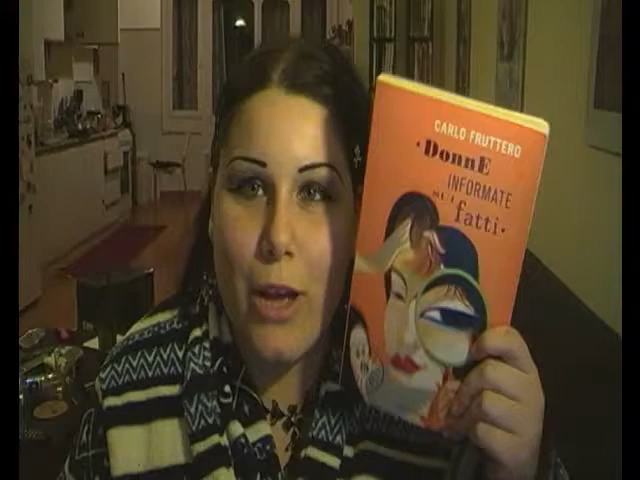 CARLO FRUTTERO
•DonnE
INFORMATE
sui
fatti•